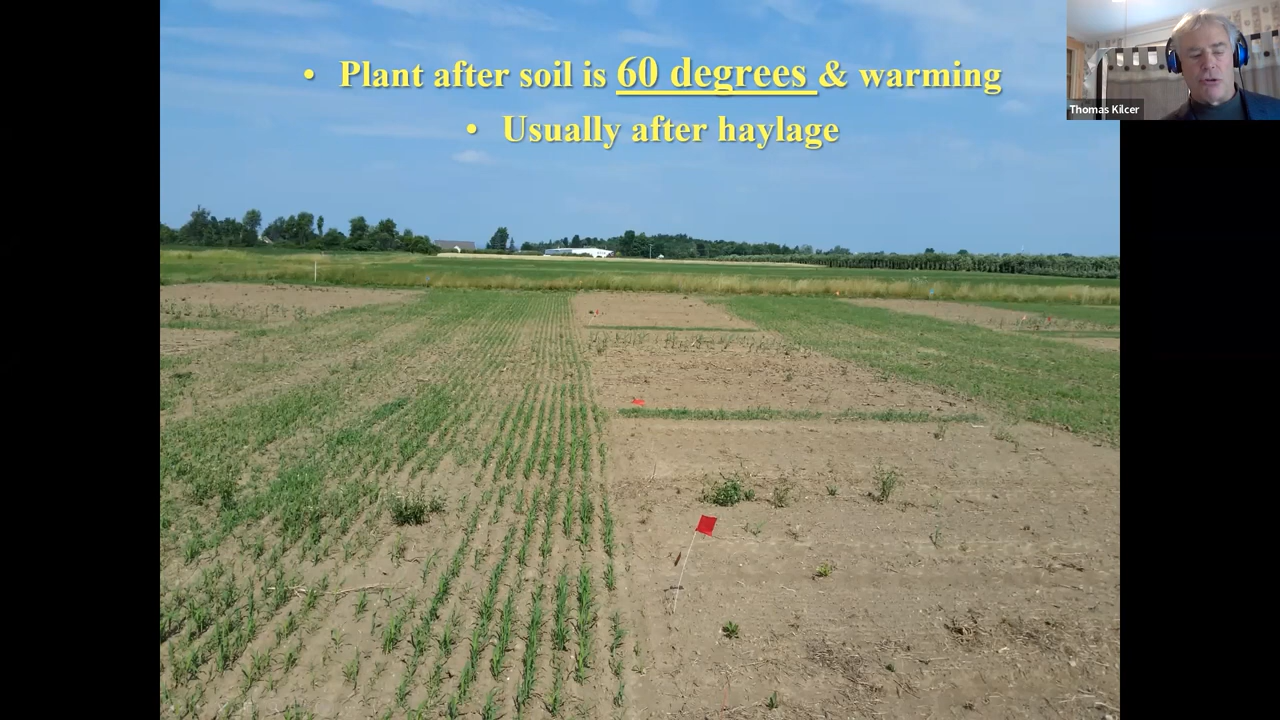 • Plant after soil is 60 degrees & warming
• Usually after haylage
Thomas Kilcer